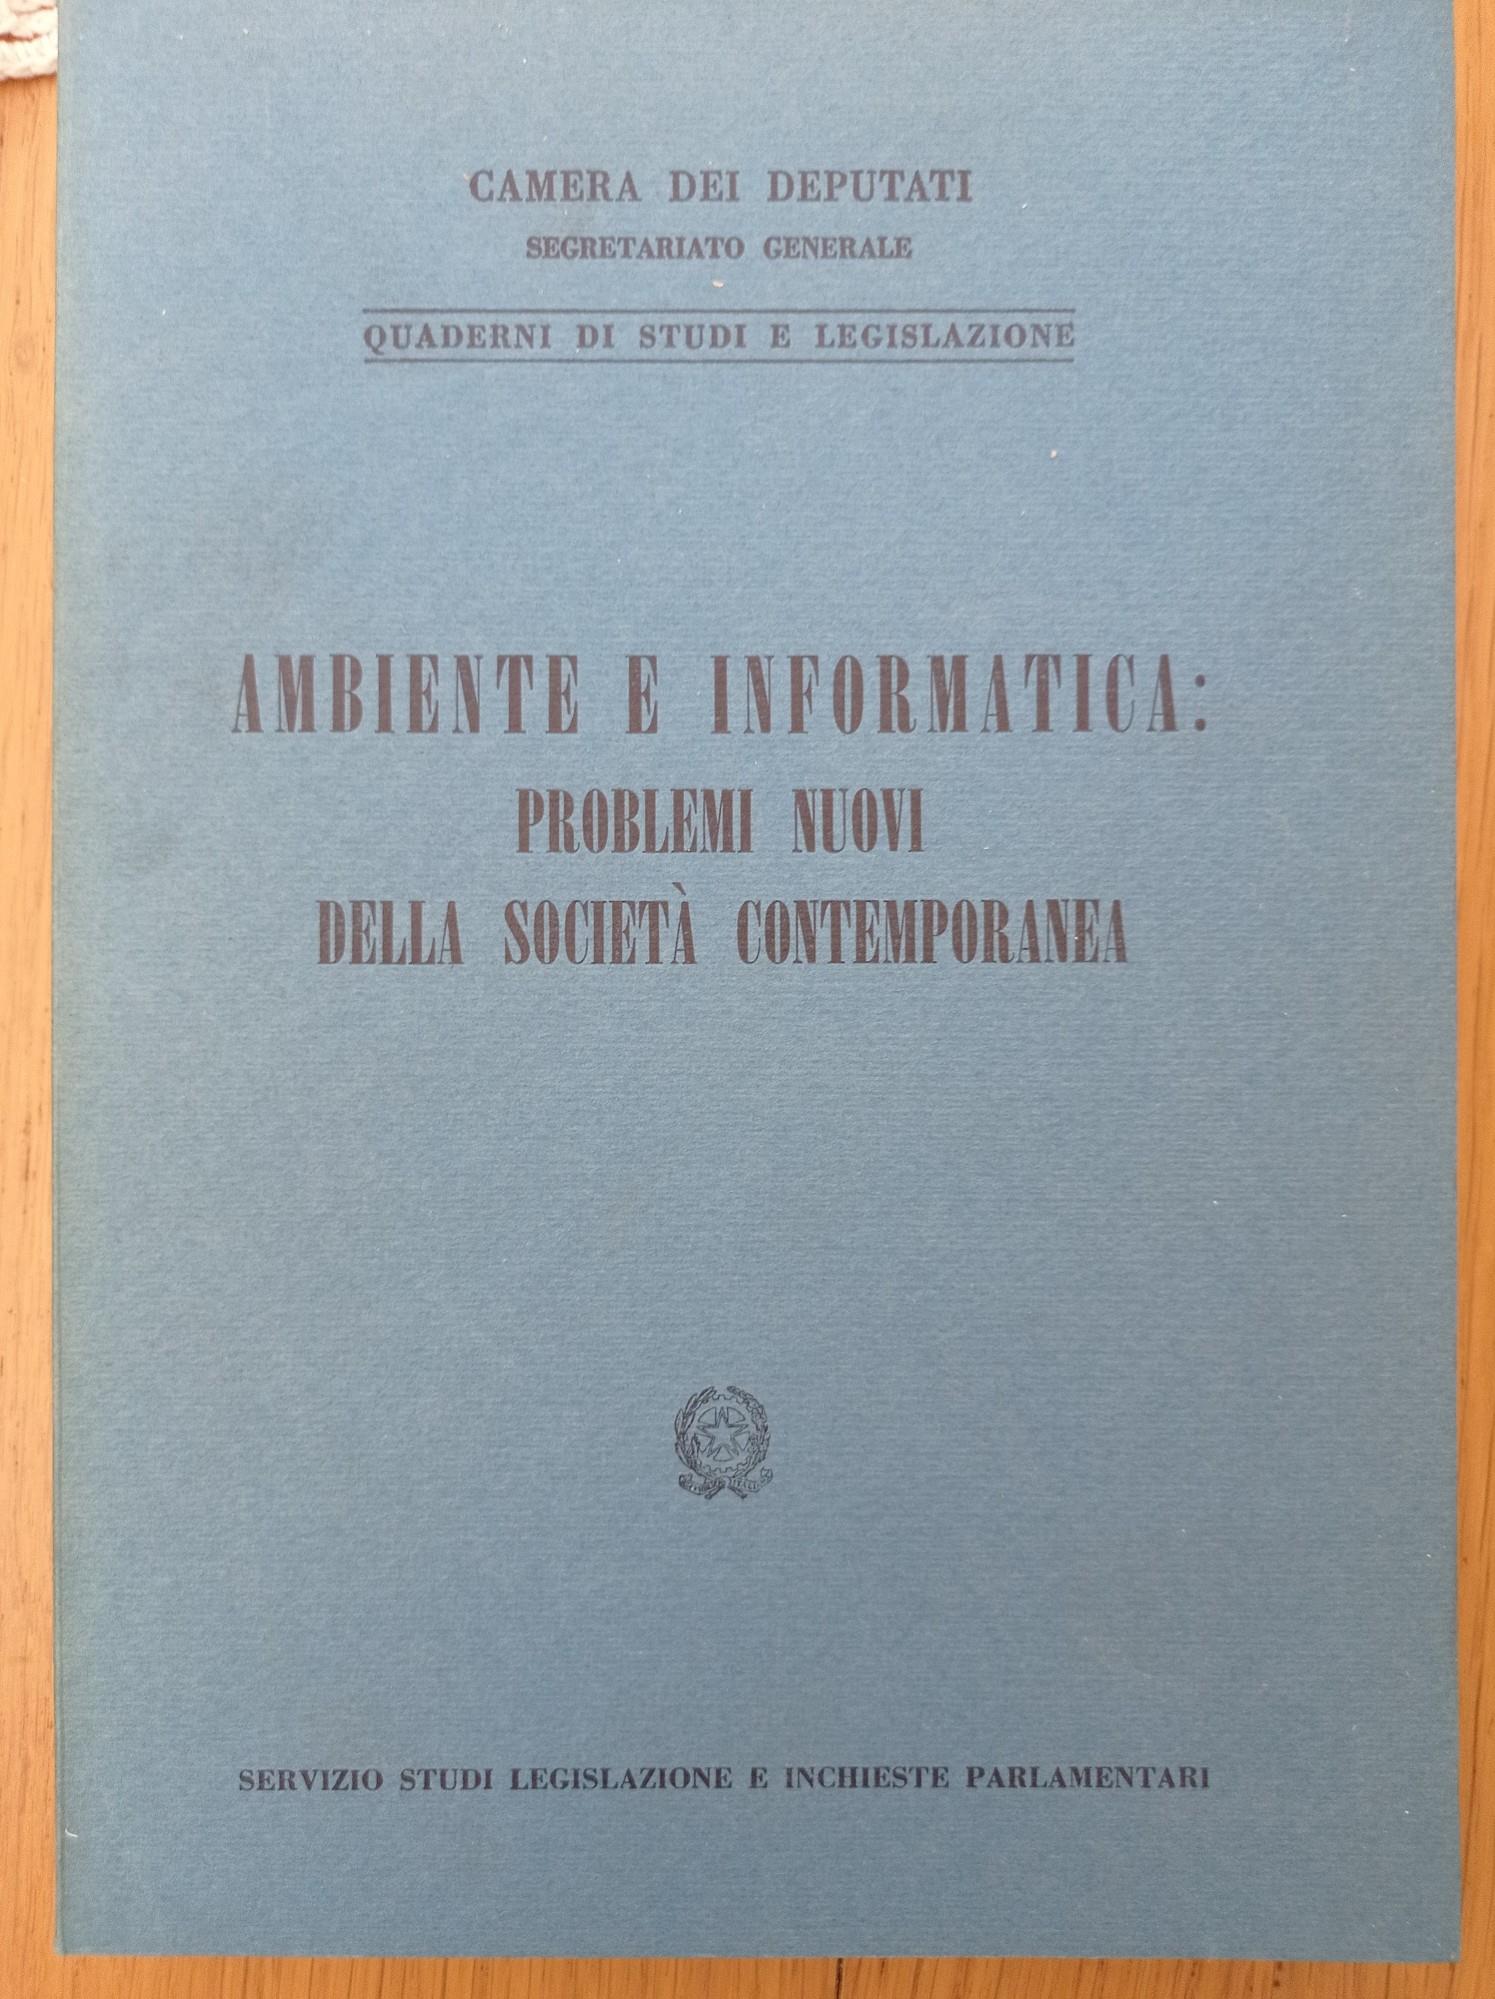 CAMERA DEI DEPUTATI
SEGRETARIATO GENERALE
QUADERNI DI STUDI E LEGISLAZIONE
AMBIENTE E INFORMATICA:
PROBLEMI NUOVI
DELLA SOCIETÀ CONTEMPORANEA
SERVIZIO STUDI LEGISLAZIONE E INCHIESTE PARLAMENTARI